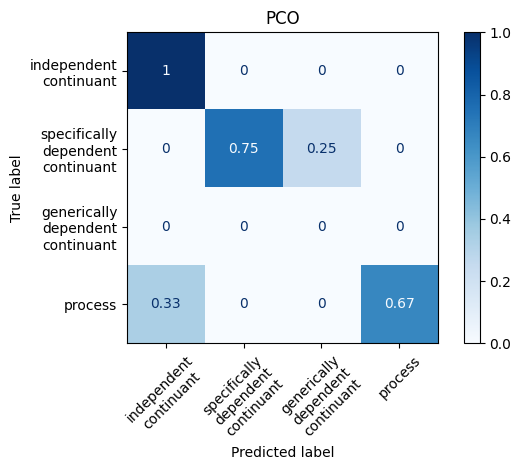 PCO
independent
continuant
1 0 0 0
specifically
dependent
continuant
0 0.75 0.25 0
generically
dependent
continuant
0 0 0 0
process
0.33 0 0 0.67
True label
independent
continuant
specifically
dependent
continuant
generically
dependent
continuant
process
Predicted label
1.0
0.8
0.6
0.4
0.2
0.0